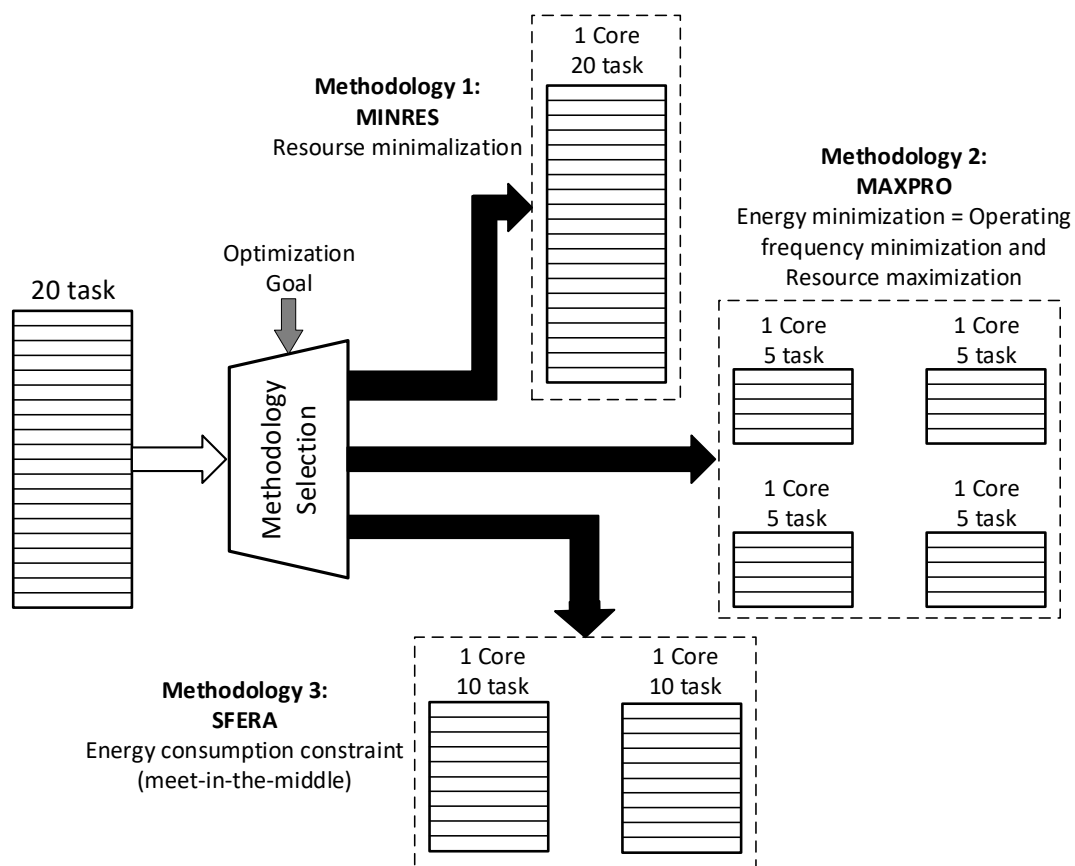 1 Core
20 task
Methodology 1:
MINRES
Resourse minimalization
Methodology 2:
MAXPRO
Energy minimization = Operating
frequency minimization and
Resource maximization
Optimization
Goal
20 task
Methodology
Selection
1 Core
5 task
1 Core
5 task
1 Core
5 task
1 Core
5 task
Methodology 3:
SFERA
Energy consumption constraint
(meet-in-the-middle)
1 Core
10 task
1 Core
10 task